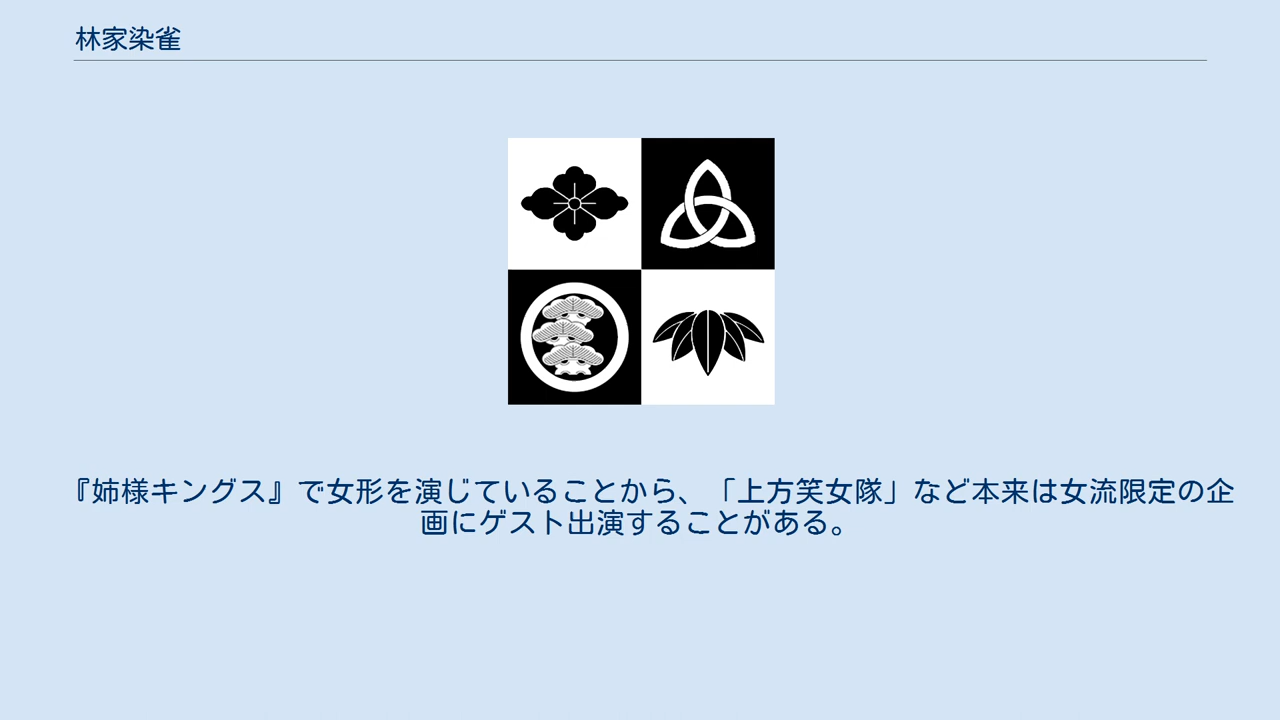 林家染雀
『姉様キングス』で女形を演じていることから、「上方笑女隊」など本来は女流限定の企
画にゲスト出演することがある。